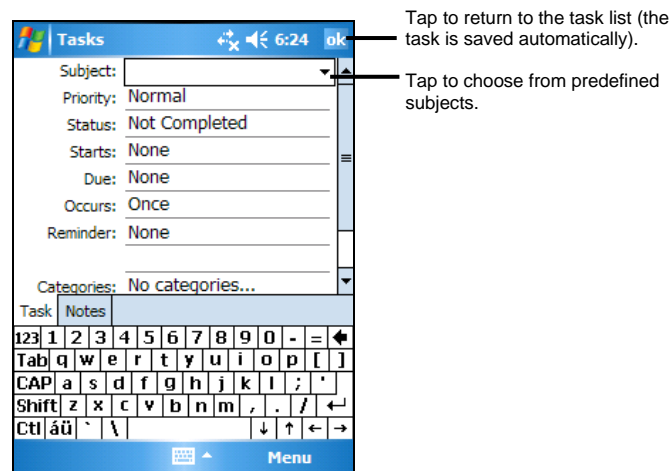 Tasks 6:24 ok
Tap to return to the task list (the
task is saved automatically).
Subject:
Tap to choose from predefined
subjects.
Priority: Normal
Status: Not Completed
Starts: None
Due: None
Occurs: Once
Reminder: None
Categories: No categories...
Task Notes
123 1 2 3 4 5 6 7 8 9 0 - = 🡄
Tab q w e r t y u i o p [ ]
CAP a s d f g h j k l ; '
Shift z x c v b n m , . / ↵
Ctl áü ` \ ↓ ↑ ← →
Menu